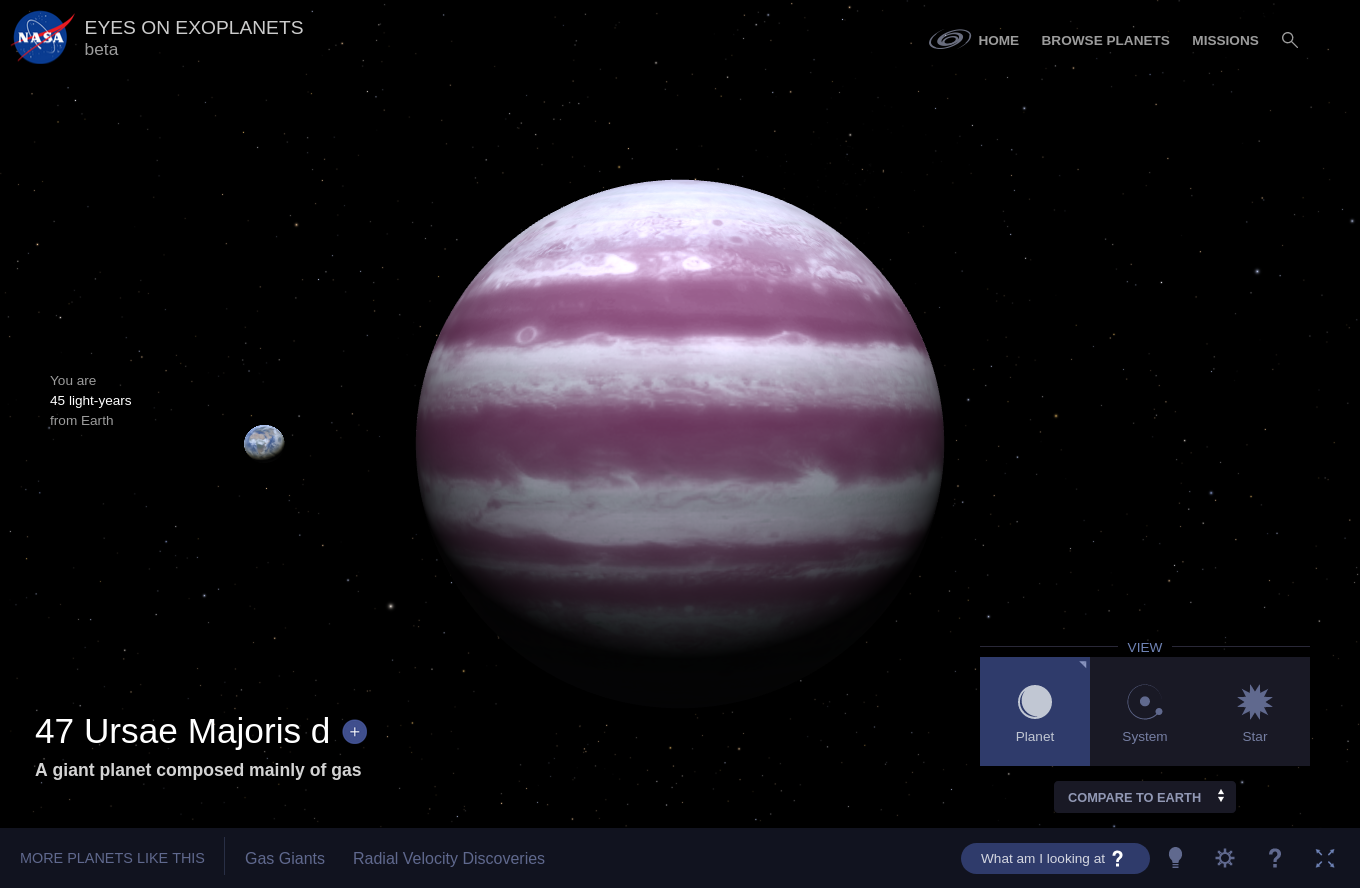 NASA
EYES ON EXOPLANETS
beta
HOME BROWSE PLANETS MISSIONS
You are
45 light-years
from Earth
VIEW
Planet System Star
47 Ursae Majoris d +
A giant planet composed mainly of gas
COMPARE TO EARTH
MORE PLANETS LIKE THIS Gas Giants Radial Velocity Discoveries What am I looking at ? ?